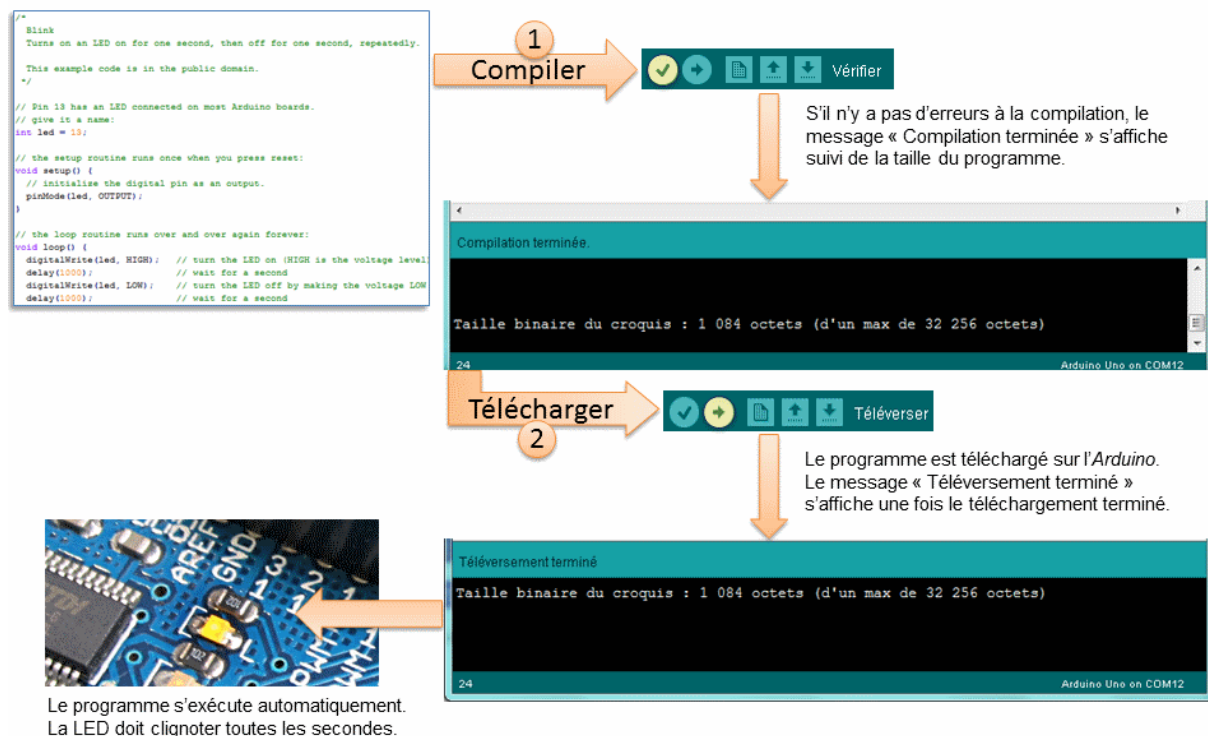 /*
Blink
Turns on an LED on for one second, then off for one second, repeatedly.
This example code is in the public domain.
*/
// Pin 13 has an LED connected on most Arduino boards.
// give it a name:
int led = 13;
// the setup routine runs once when you press reset:
void setup() {
// initialize the digital pin as an output.
pinMode(led, OUTPUT);
}
// the loop routine runs over and over again forever:
void loop() {
digitalWrite(led, HIGH);   // turn the LED on (HIGH is the voltage level)
delay(1000);               // wait for a second
digitalWrite(led, LOW);    // turn the LED off by making the voltage LOW
delay(1000);               // wait for a second
1
Compiler
Vérifier
S'il n'y a pas d'erreurs à la compilation, le
message « Compilation terminée » s'affiche
suivi de la taille du programme.
Compilation terminée.
Taille binaire du croquis : 1 084 octets (d'un max de 32 256 octets)
24
Arduino Uno on COM12
Télécharger
2
Téléverser
Le programme est téléchargé sur l'Arduino.
Le message « Téléversement terminé »
s'affiche une fois le téléchargement terminé.
Téléversement terminé
Taille binaire du croquis : 1 084 octets (d'un max de 32 256 octets)
24
Arduino Uno on COM12
AREF
GND
13
L
Le programme s'exécute automatiquement.
La LED doit clignoter toutes les secondes.